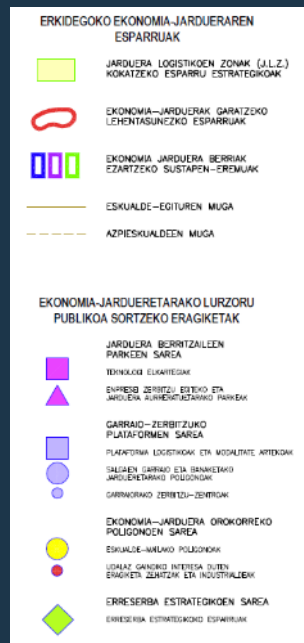 ERKIDEGOKO EKONOMIA-JARDUERAREN
ESPARRUAK
JARDUERA LOGISTIKOEN ZONAK (J.L.Z.)
KOKATZEKO ESPARRU ESTRATEGIKOAK
EKONOMIA-JARDUERAK GARATZEKO
LEHENTASUNEZKO ESPARRUAK
EKONOMIA JARDUERA BERRIAK
EZARTZEKO SUSTAPEN-EREMUAK
ESKUALDE-EGITUREN MUGA
AZPIESKUALDEEN MUGA
EKONOMIA-JARDUERETARAKO LURZORU
PUBLIKOA SORTZEKO ERAGIKETAK
JARDUERA BERRITZAILEEN
PARKEEN SAREA
TEKNOLOGI ELKARTEGIAK
ENPRESEI ZERBITZU EGITEKO ETA
JARDUERA AURRERATUETARAKO PARKEAK
GARRAIO-ZERBITZUKO
PLATAFORMEN SAREA
PLATAFORMA LOGISTIKOAK ETA MODALITATE ARTEKOAK
SALGAIEN GARRAIO ETA BANAKETAKO
JARDUERETARAKO POLIGONOAK
GARRAIORAKO ZERBITZU-ZENTROAK
EKONOMIA-JARDUERA OROKORREKO
POLIGONOEN SAREA
ESKUALDE-MAILAKO POLIGONOAK
UDALAZ GAINDIKO INTERESA DUTEN
ERAGIKETA ZEHATZAK ETA INDUSTRIALDEAK
ERRESERBA ESTRATEGIKOEN SAREA
ERRESERBA ESTRATEGIKOKO ESPARRUAK